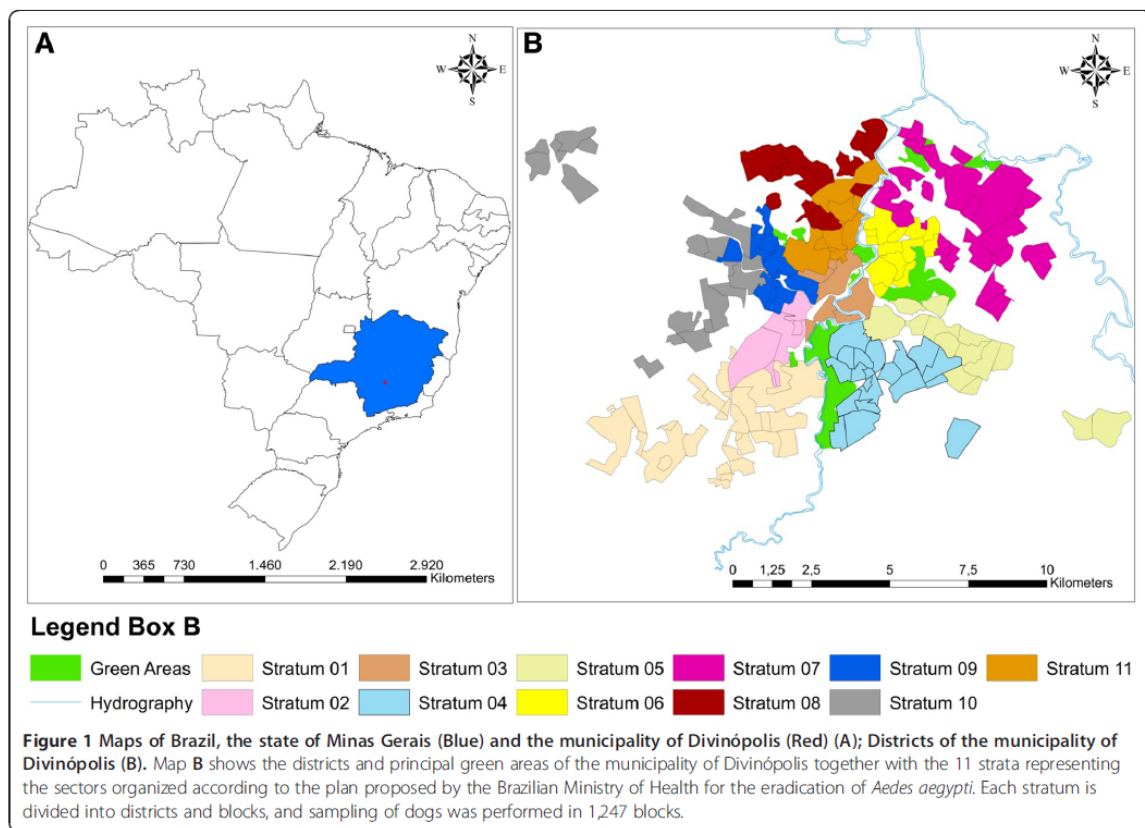 A
N
W E
S
0 365 730 1.460 2.190 2.920
Kilometers
B
N
W E
S
0 1,25 2,5 5 7,5 10
Kilometers
Legend Box B
Green Areas Stratum 01 Stratum 03 Stratum 05 Stratum 07 Stratum 09 Stratum 11
Hydrography Stratum 02 Stratum 04 Stratum 06 Stratum 08 Stratum 10
Figure 1 Maps of Brazil, the state of Minas Gerais (Blue) and the municipality of Divinópolis (Red) (A); Districts of the municipality of
Divinópolis (B). Map B shows the districts and principal green areas of the municipality of Divinópolis together with the 11 strata representing
the sectors organized according to the plan proposed by the Brazilian Ministry of Health for the eradication of Aedes aegypti. Each stratum is
divided into districts and blocks, and sampling of dogs was performed in 1,247 blocks.